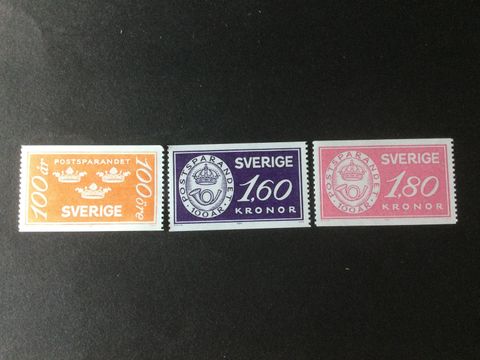 100 år
POSTSPARANDET
SVERIGE
100 öre
POSTSPARANDET
100 ÅR
SVERIGE
1.60
KRONOR
POSTSPARANDET
100 ÅR
SVERIGE
1.80
KRONOR